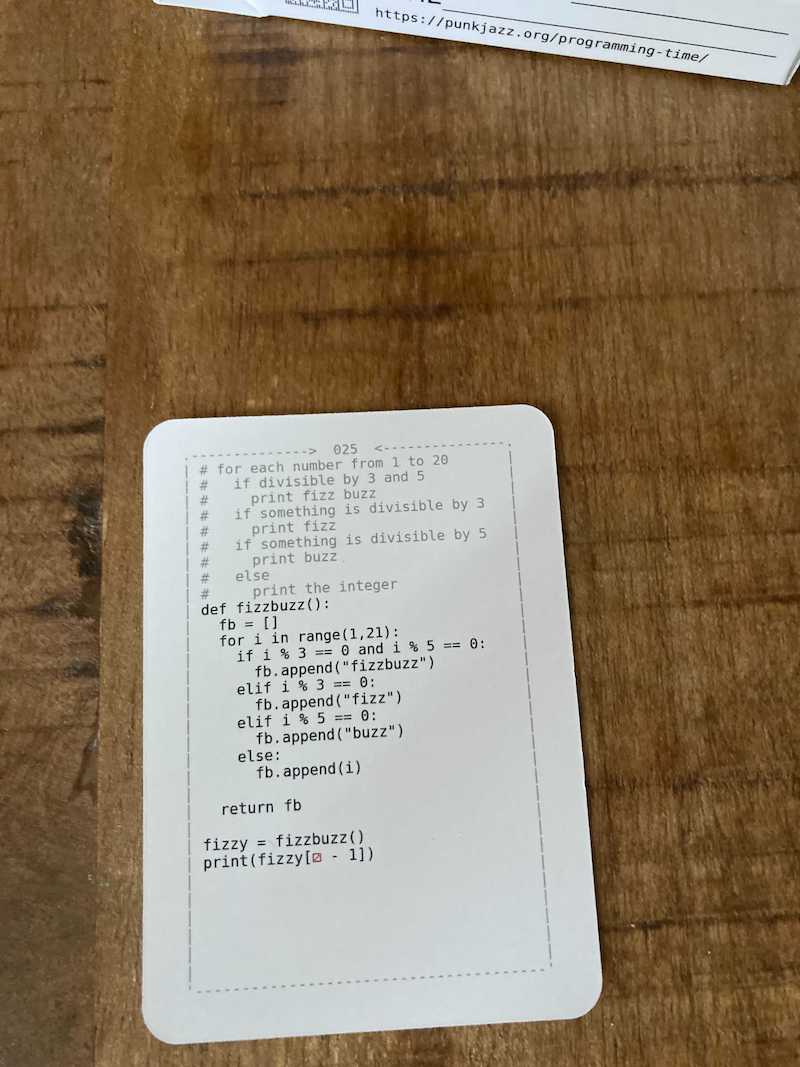 https://punkjazz.org/programming-time/
-------------->  025  <---------------
# for each number from 1 to 20
#   if divisible by 3 and 5
#     print fizz buzz
#   if something is divisible by 3
#     print fizz
#   if something is divisible by 5
#     print buzz
#   else
#     print the integer
def fizzbuzz():
  fb = []
  for i in range(1,21):
    if i % 3 == 0 and i % 5 == 0:
      fb.append("fizzbuzz")
    elif i % 3 == 0:
      fb.append("fizz")
    elif i % 5 == 0:
      fb.append("buzz")
    else:
      fb.append(i)
  return fb
fizzy = fizzbuzz()
print(fizzy[⚂ - 1])